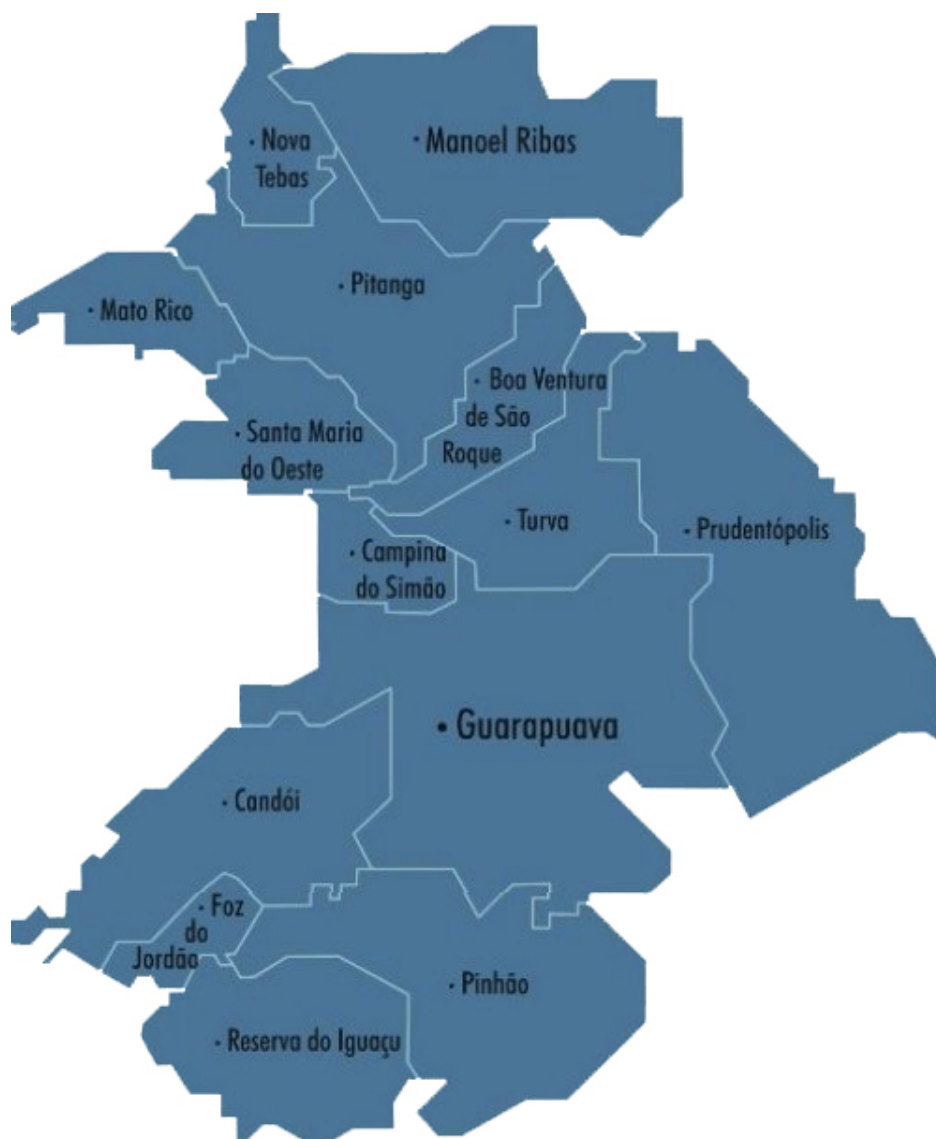 Nova
Tebas
Manoel Ribas
Pitanga
Mato Rico
Boa Ventura
de São
Roque
Santa Maria
do Oeste
Turva
Prudentópolis
Campina
do Simão
Guarapuava
Candói
Foz
do
Jordão
Pinhão
Reserva do Iguaçu